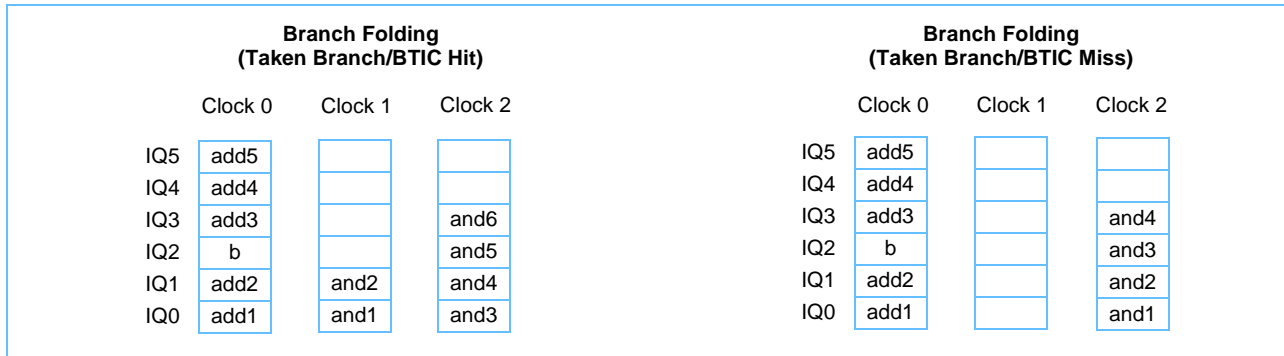 Branch Folding
(Taken Branch/BTIC Hit)
Clock 0 Clock 1 Clock 2
IQ5 add5
IQ4 add4
IQ3 add3 and6
IQ2 b and5
IQ1 add2 and2 and4
IQ0 add1 and1 and3
Branch Folding
(Taken Branch/BTIC Miss)
Clock 0 Clock 1 Clock 2
IQ5 add5
IQ4 add4
IQ3 add3 and4
IQ2 b and3
IQ1 add2 and2
IQ0 add1 and1